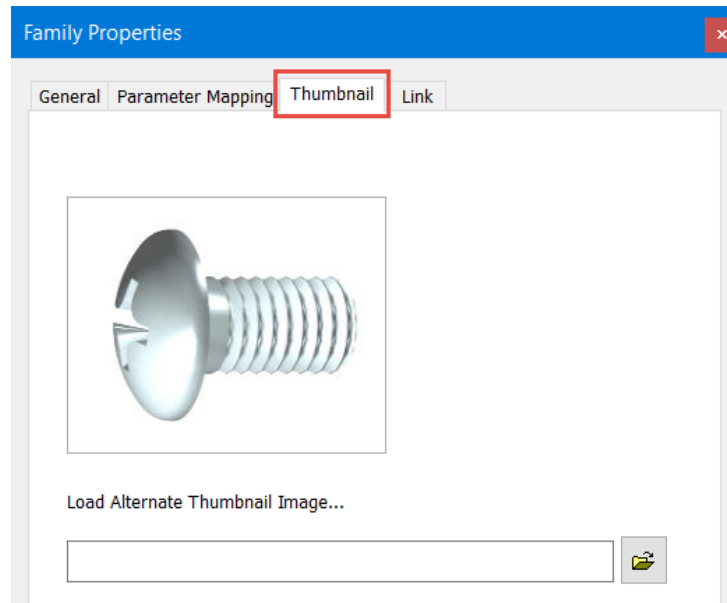 Family Properties
General Parameter Mapping Thumbnail Link
Load Alternate Thumbnail Image...